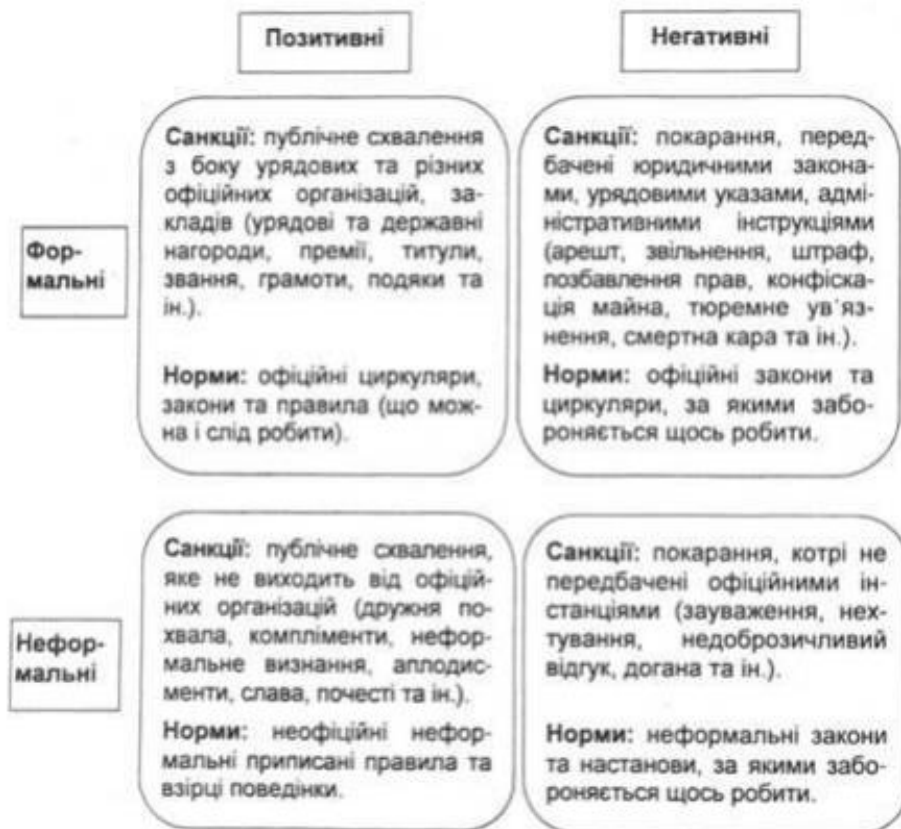 Позитивні
Негативні
Фор-
мальні
Санкції: публічне схвалення
з боку урядових та різних
офіційних організацій, за-
кладів (урядові та державні
нагороди, премії, титули,
звання, грамоти, подяки та
ін.).
Норми: офіційні циркуляри,
закони та правила (що мож-
на і слід робити).
Санкції: покарання, перед-
бачені юридичними закона-
ми, урядовими указами, адмі-
ністративними інструкціями
(арешт, звільнення, штраф,
позбавлення прав, конфіска-
ція майна, тюремне ув'яз-
нення, смертна кара та ін.).
Норми: офіційні закони та
циркуляри, за якими забо-
роняється щось робити.
Нефор-
мальні
Санкції: публічне схвалення,
яке не виходить від офіцій-
них організацій (дружня по-
хвала, компліменти, нефор-
мальне визнання, аплодис-
менти, слава, почесті та ін.).
Норми: неофіційні нефор-
мальні приписані правила та
взірці поведінки.
Санкції: покарання, котрі не
передбачені офіційними ін-
станціями (зауваження, нех-
тування, недоброзичливий
відгук, догана та ін.).
Норми: неформальні закони
та настанови, за якими забо-
роняється щось робити.